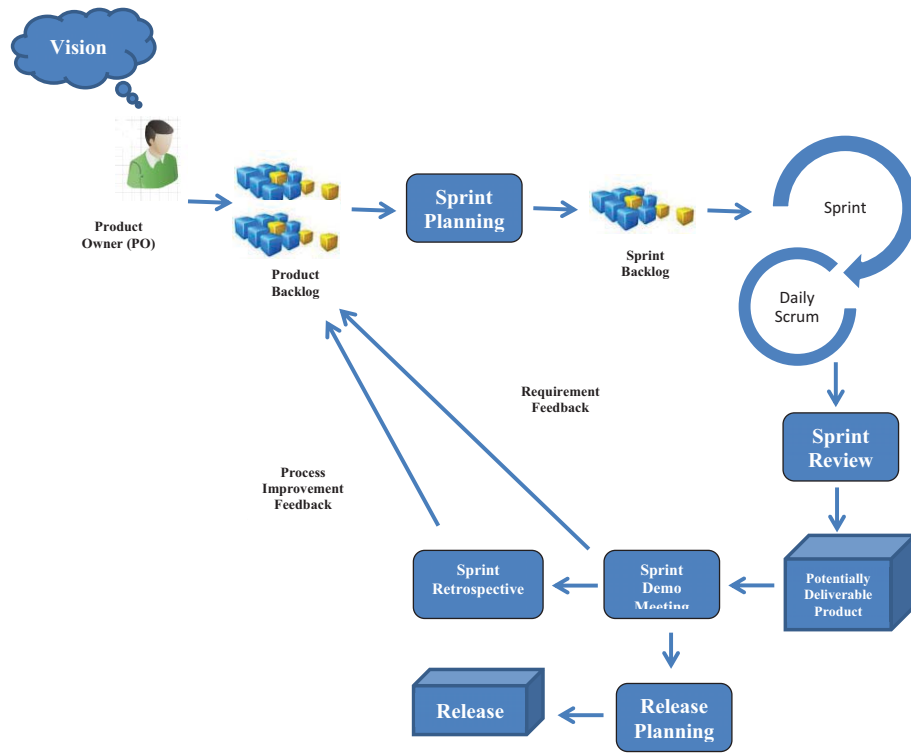 Vision
Product
Owner (PO)
Product
Backlog
Sprint
Planning
Sprint
Backlog
Sprint
Daily
Scrum
Sprint
Review
Potentially
Deliverable
Product
Sprint
Demo
Meeting
Sprint
Retrospective
Requirement
Feedback
Process
Improvement
Feedback
Release
Planning
Release